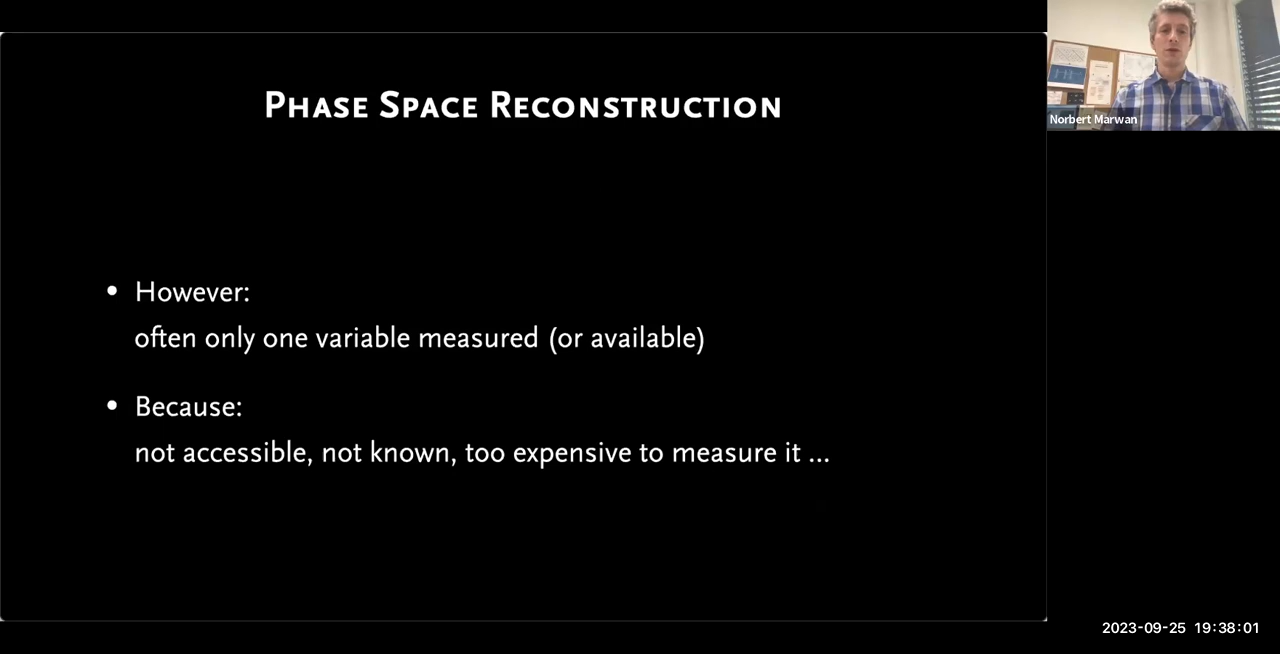 Phase Space Reconstruction
• However:
often only one variable measured (or available)
• Because:
not accessible, not known, too expensive to measure it ...
Norbert Marwan
2023-09-25 19:38:01